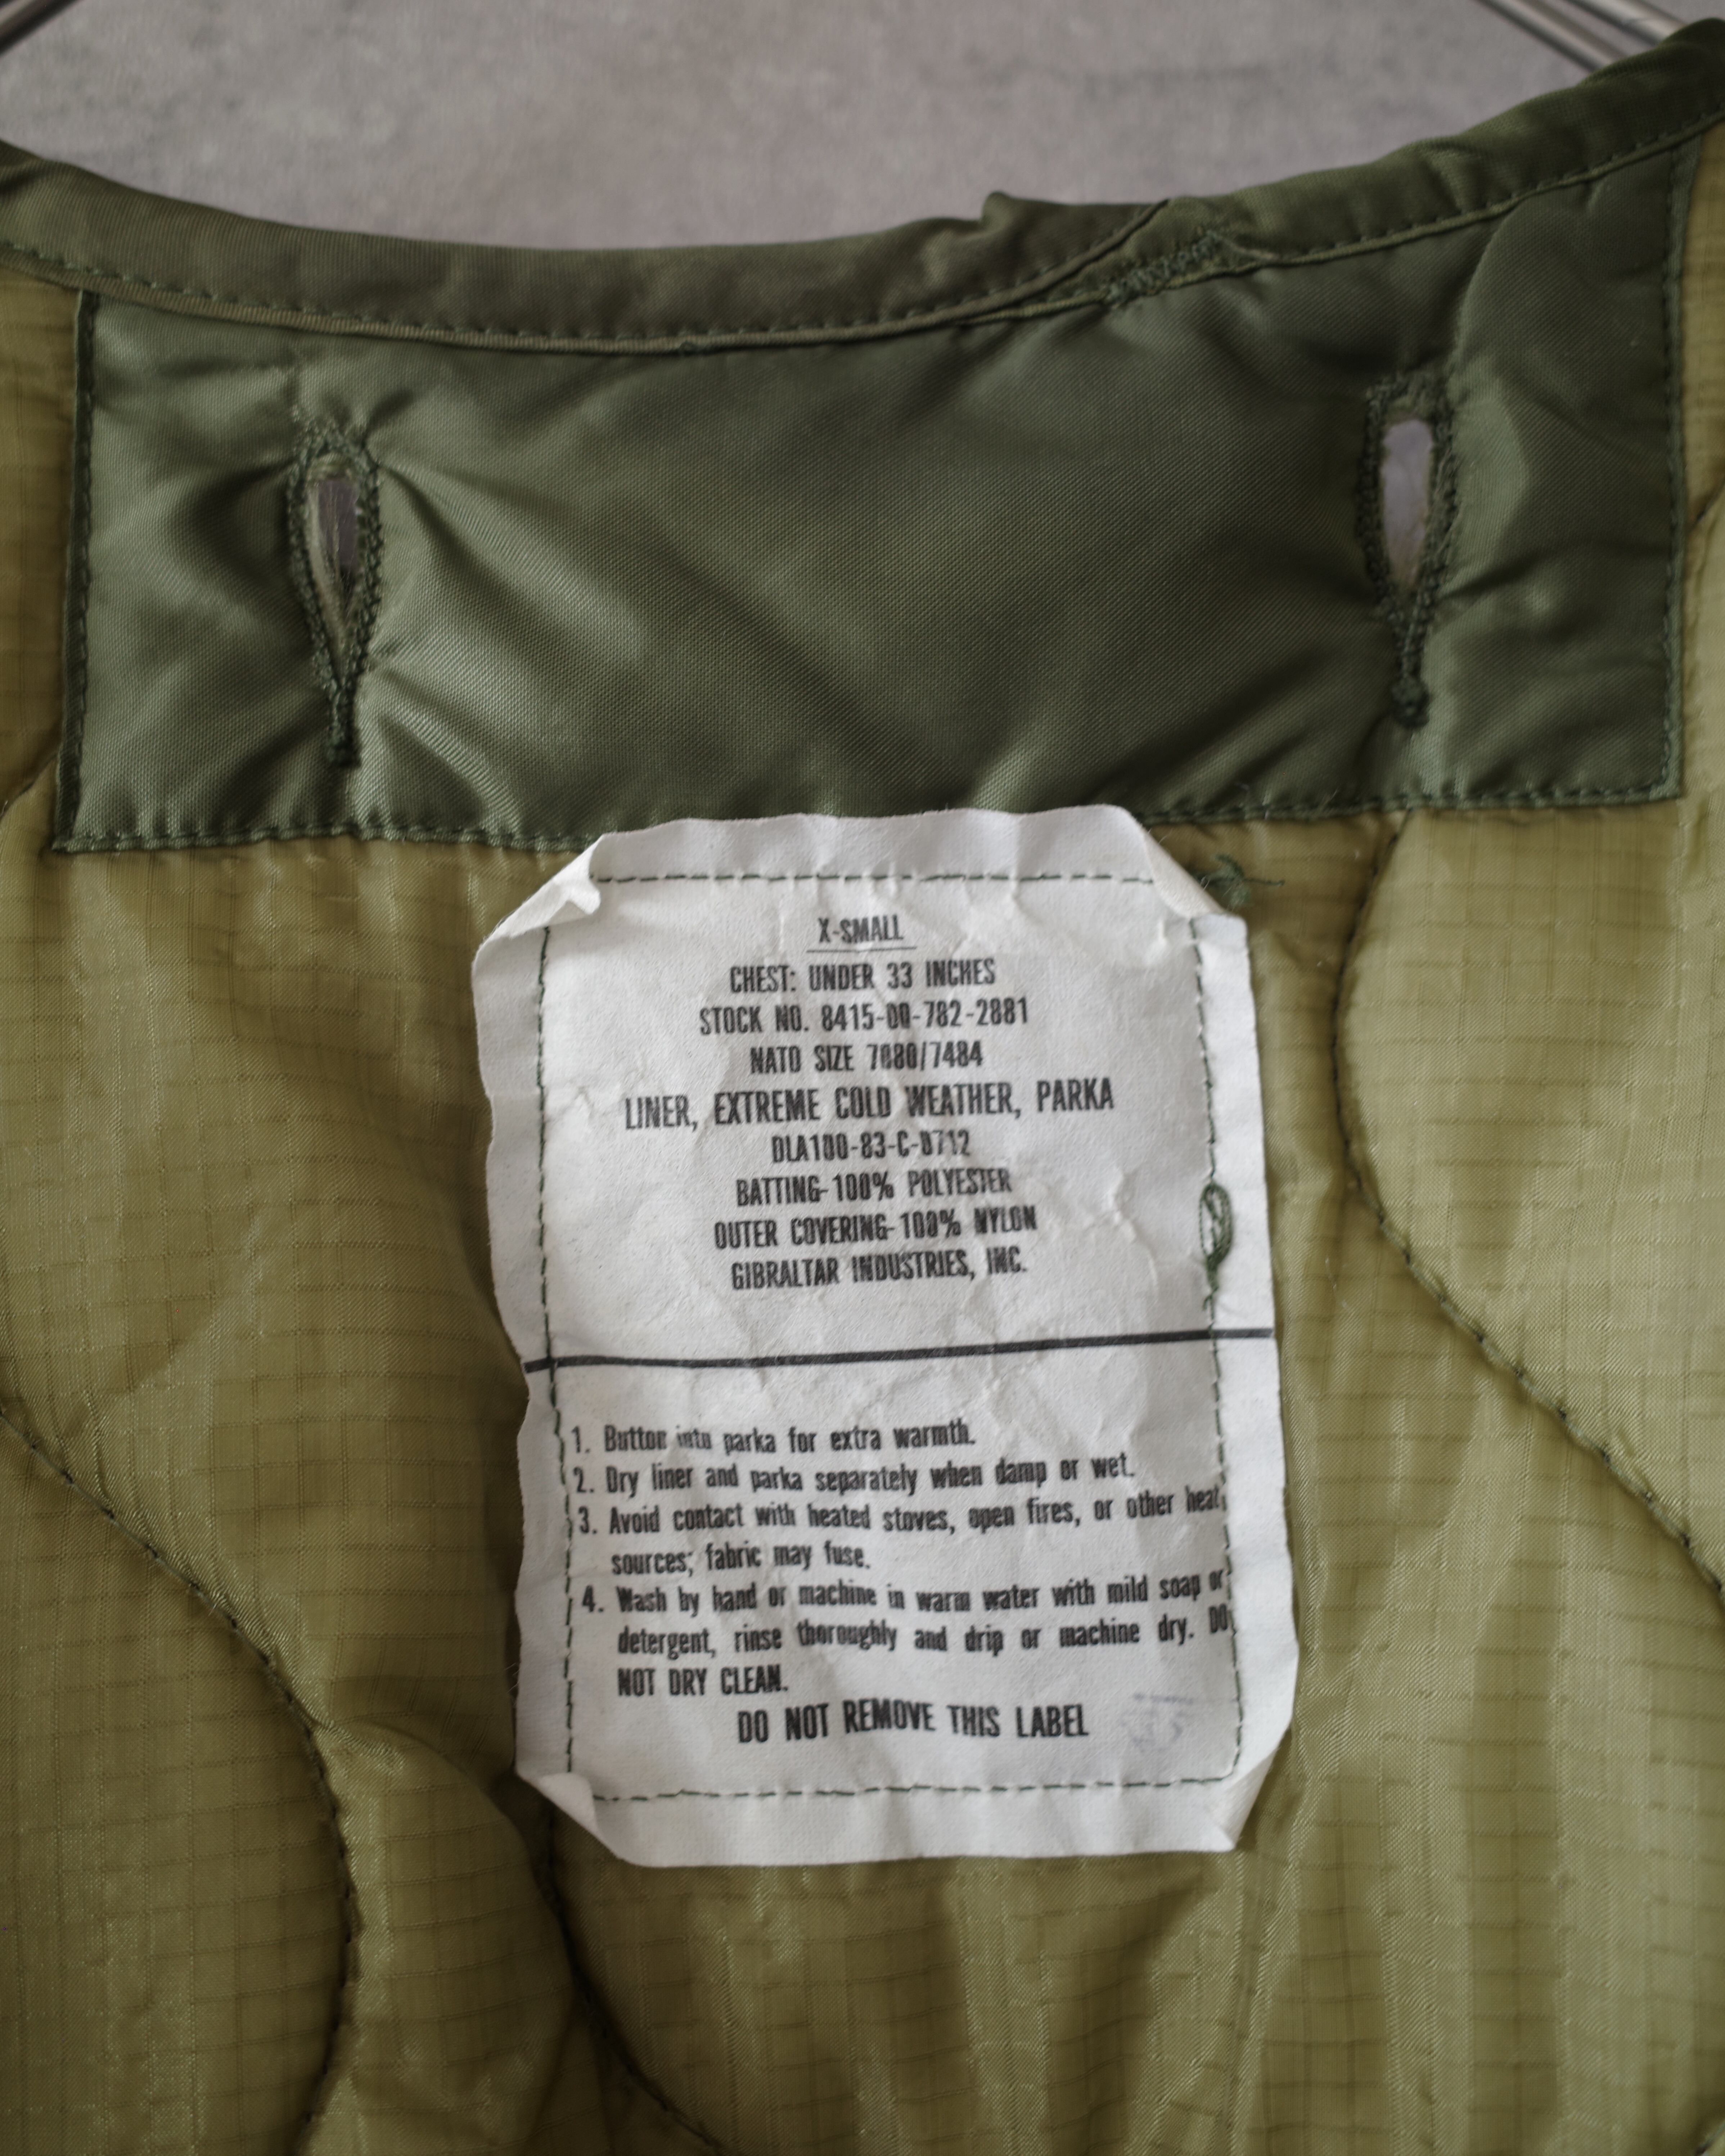 X-SMALL
CHEST: UNDER 33 INCHES
STOCK NO. 8415-00-782-2881
NATO SIZE 7080/7484
LINER, EXTREME COLD WEATHER, PARKA
DLA100-83-C-0712
BATTING-100% POLYESTER
OUTER COVERING-100% NYLON
GIBRALTAR INDUSTRIES, INC.
1. Button into parka for extra warmth.
2. Dry liner and parka separately when damp or wet.
3. Avoid contact with heated stoves, open fires, or other heat
sources; fabric may fuse.
4. Wash by hand or machine in warm water with mild soap or
detergent, rinse thoroughly and drip or machine dry. DO
NOT DRY CLEAN.
DO NOT REMOVE THIS LABEL